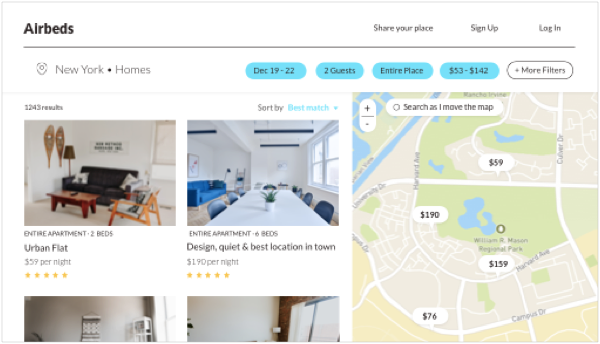 Airbeds
Share your place
Sign Up
Log In
New York • Homes
Dec 19 - 22
2 Guests
Entire Place
$53 - $142
+ More Filters
1243 results
Sort by Best match
ENTIRE APARTMENT · 2 BEDS
Urban Flat
$59 per night
ENTIRE APARTMENT · 6 BEDS
Design, quiet & best location in town
$190 per night
+
-
Search as I move the map
Rancho
Harvard Ave
Culver Dr
University Dr
$59
$190
William R. Mason
Regional Park
$159
Harvard Ave
$76
Campus Dr